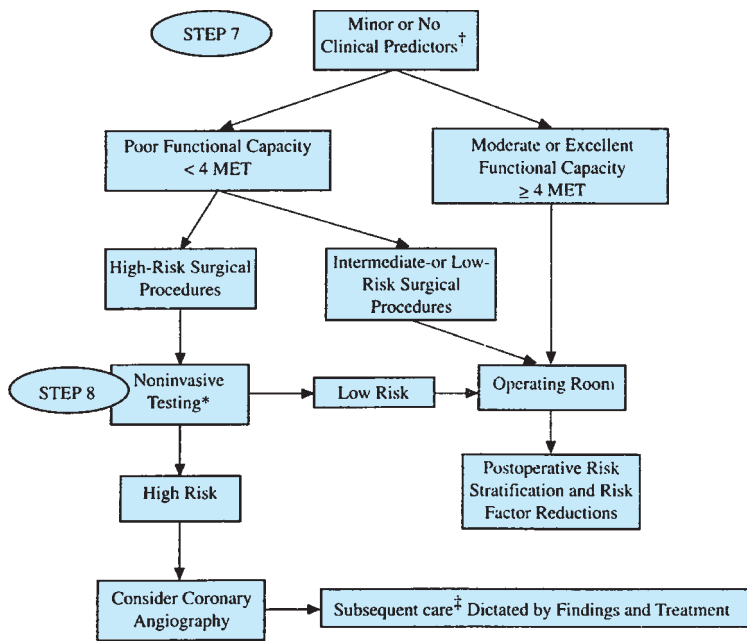 STEP 7
Minor or No
Clinical Predictors†
Poor Functional Capacity
< 4 MET
Moderate or Excellent
Functional Capacity
≥ 4 MET
High-Risk Surgical
Procedures
Intermediate-or Low-
Risk Surgical
Procedures
STEP 8
Noninvasive
Testing*
Low Risk
Operating Room
High Risk
Postoperative Risk
Stratification and Risk
Factor Reductions
Consider Coronary
Angiography
Subsequent care‡ Dictated by Findings and Treatment